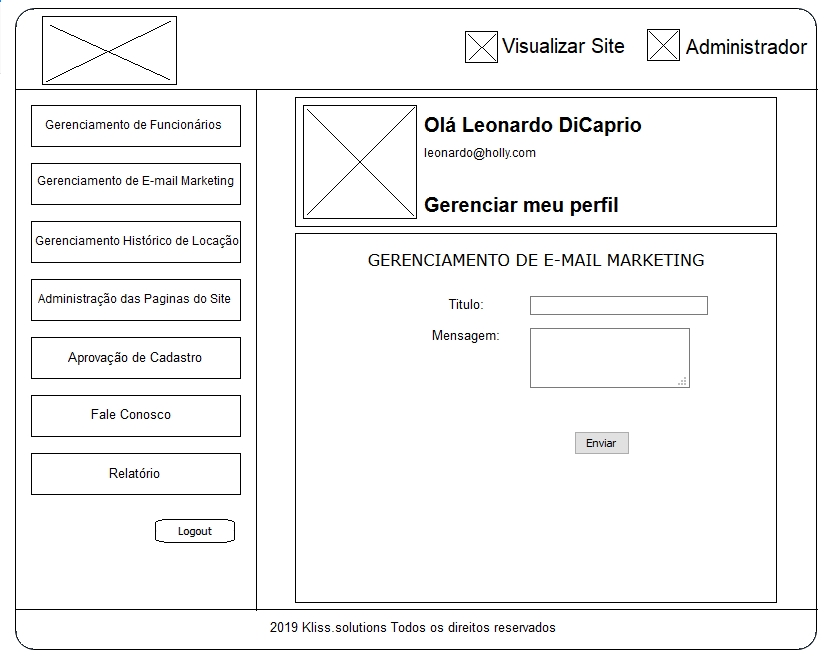 Visualizar Site
Administrador
Gerenciamento de Funcionários
Gerenciamento de E-mail Marketing
Gerenciamento Histórico de Locação
Administração das Paginas do Site
Aprovação de Cadastro
Fale Conosco
Relatório
Logout
Olá Leonardo DiCaprio
leonardo@holly.com
Gerenciar meu perfil
GERENCIAMENTO DE E-MAIL MARKETING
Titulo:
Mensagem:
Enviar
2019 Kliss.solutions Todos os direitos reservados